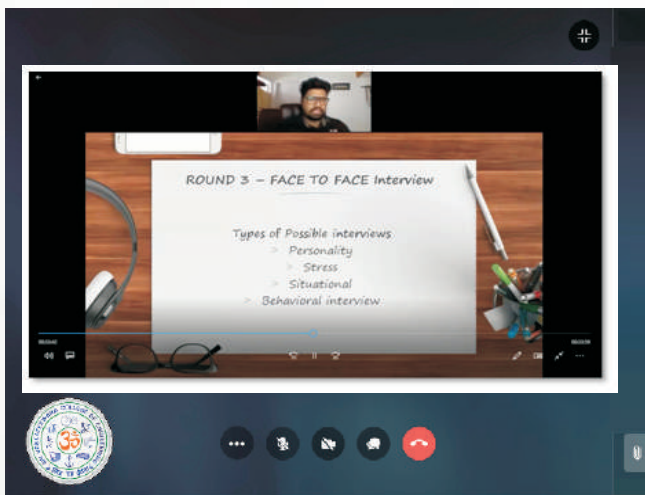 ROUND 3 – FACE TO FACE Interview
Types of Possible interviews
> Personality
> Stress
> Situational
> Behavioral interview